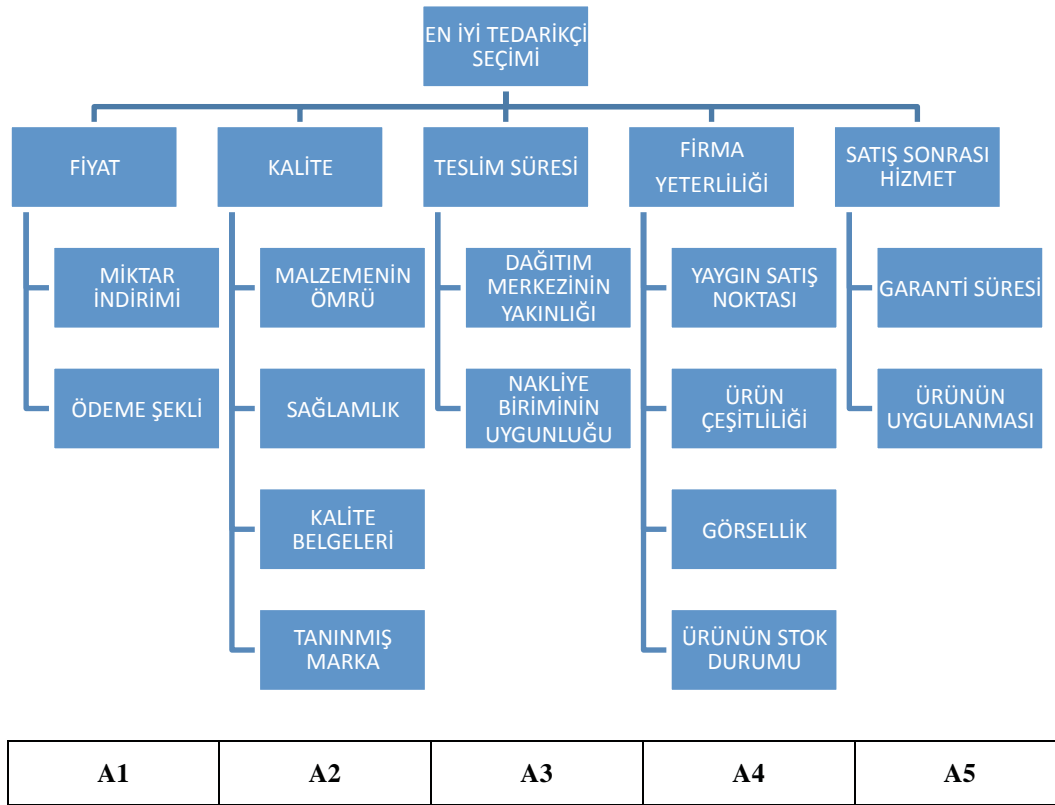 EN İYİ TEDARİKÇİ
SEÇİMİ
FİYAT
KALİTE
TESLİM SÜRESİ
FİRMA
YETERLİLİĞİ
SATIŞ SONRASI
HİZMET
MİKTAR
İNDİRİMİ
MALZEMENİN
ÖMRÜ
DAĞITIM
MERKEZİNİN
YAKINLIĞI
YAYGIN SATIŞ
NOKTASI
GARANTİ SÜRESİ
ÖDEME ŞEKLİ
SAĞLAMLIK
NAKLİYE
BİRİMİNİN
UYGUNLUĞU
ÜRÜN
ÇEŞİTLİLİĞİ
ÜRÜNÜN
UYGULANMASI
KALİTE
BELGELERİ
GÖRSELLİK
TANINMIŞ
MARKA
ÜRÜNÜN STOK
DURUMU
A1 A2 A3 A4 A5